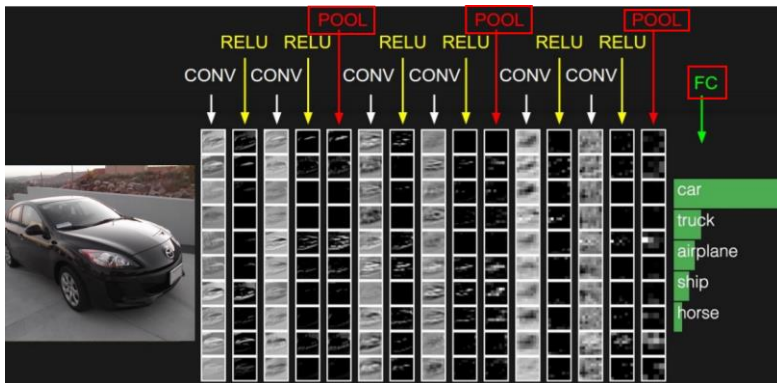 POOL POOL POOL
RELU RELU RELU RELU RELU RELU
CONV CONV CONV CONV CONV CONV
FC
car
truck
airplane
ship
horse